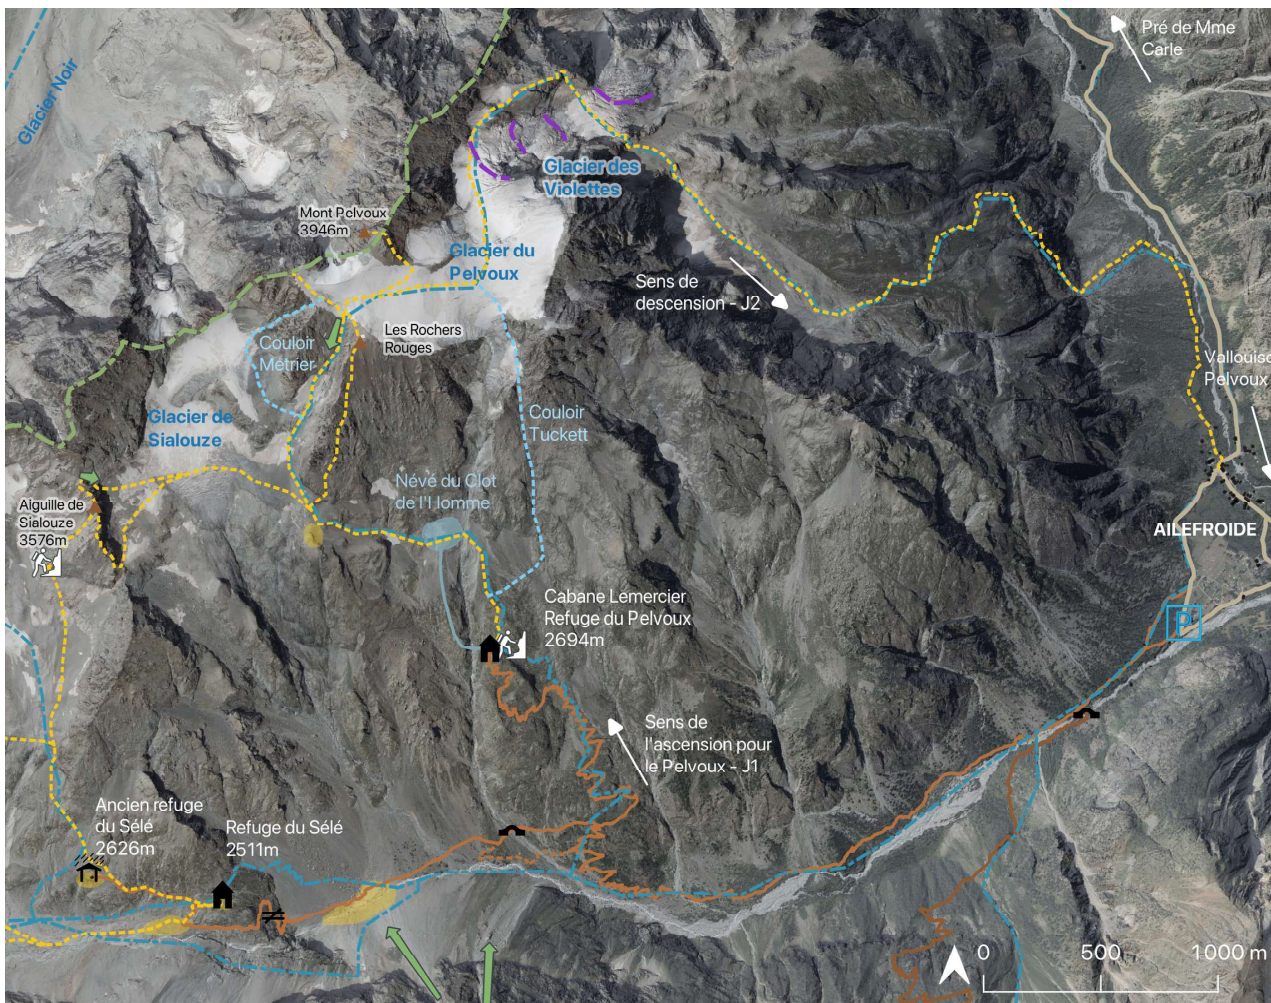 Pré de Mme
Carle
Glacier Noir
Glacier des
Violettes
Mont Pelvoux
3946m
Glacier du
Pelvoux
Sens de
descension - J2
Les Rochers
Rouges
Couloir
Métrier
Vallouise
Pelvoux
Glacier de
Sialouze
Couloir
Tuckett
Névé du Clot
de l'Homme
Aiguille de
Sialouze
3576m
AILEFROIDE
Cabane Lemercier
Refuge du Pelvoux
2694m
P
Sens de
l'ascension pour
le Pelvoux - J1
Ancien refuge
du Sélé
2626m
Refuge du Sélé
2511m
0 500 1000 m